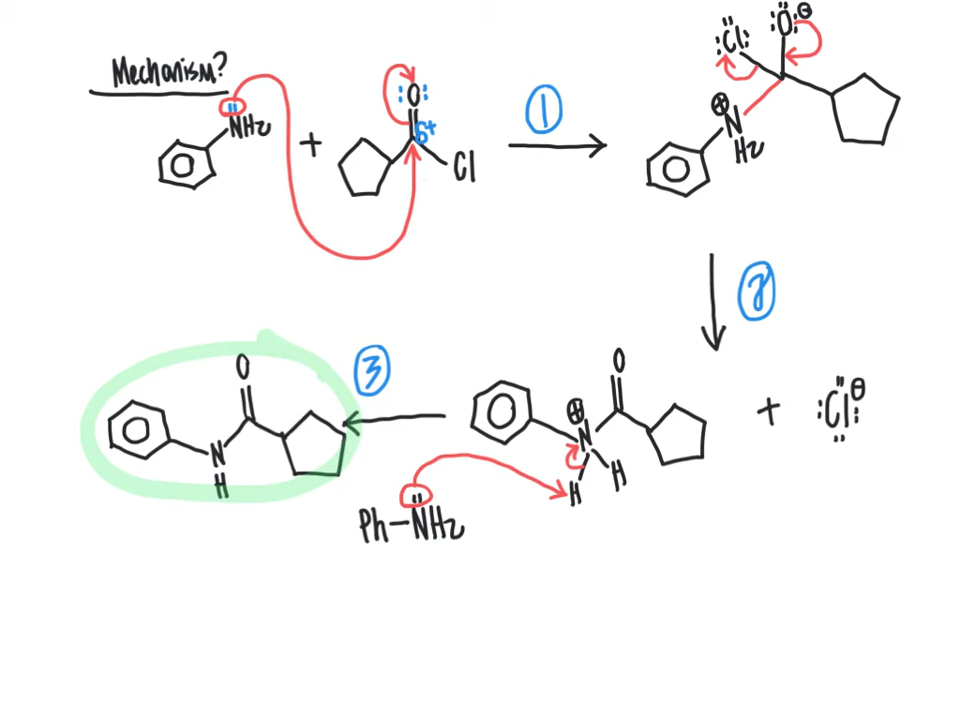 Mechanism?
NH₂
+
:O:
δ+
Cl
①
:Cl:
:O:⊖
⊕
N
H₂
②
O
N
H
③
O
⊕
N
H
H
+
:Cl:⊖
Ph-NH₂